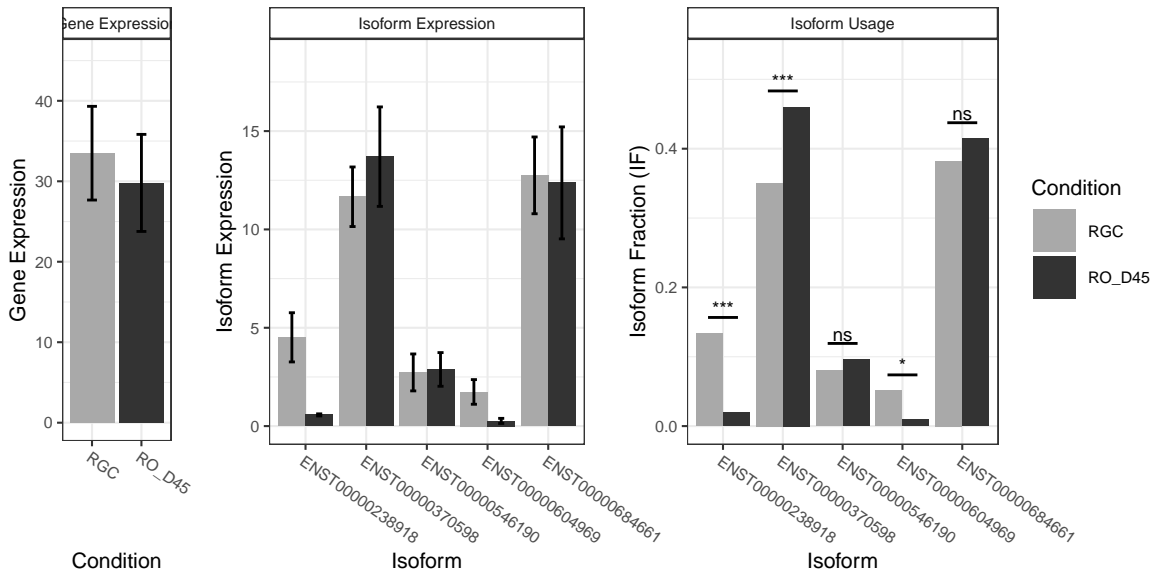 Gene Expression
Isoform Expression
Isoform Usage
Gene Expression
40
30
20
10
0
RGC
RO_D45
Condition
Isoform Expression
15
10
5
0
ENST00000238918
ENST00000370598
ENST00000546190
ENST00000604969
ENST00000684661
Isoform
Isoform Fraction (IF)
0.4
0.2
0.0
***
***
ns
*
ns
ENST00000238918
ENST00000370598
ENST00000546190
ENST00000604969
ENST00000684661
Isoform
Condition
RGC
RO_D45